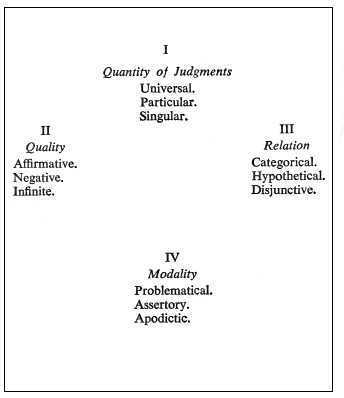 I
Quantity of Judgments
Universal.
Particular.
Singular.
II
Quality
Affirmative.
Negative.
Infinite.
III
Relation
Categorical.
Hypothetical.
Disjunctive.
IV
Modality
Problematical.
Assertory.
Apodictic.